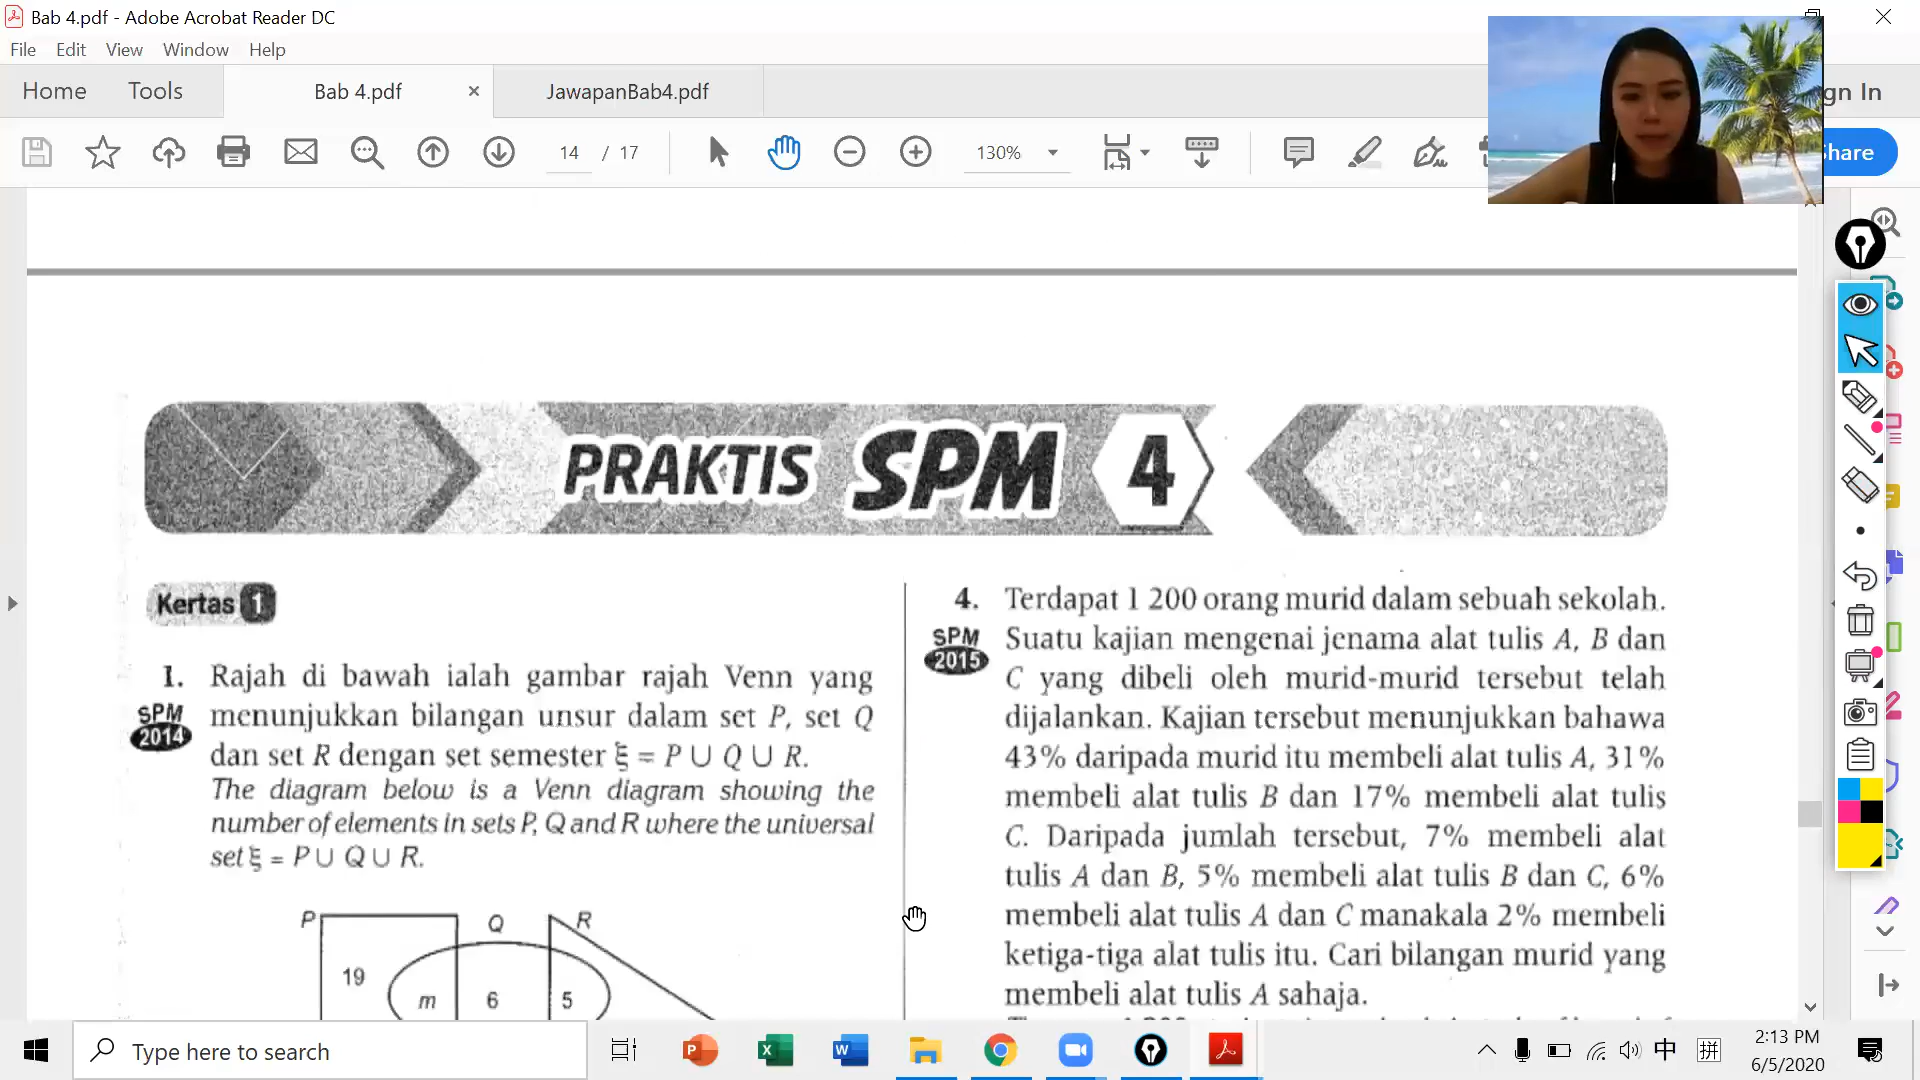 Bab 4.pdf - Adobe Acrobat Reader DC
File Edit View Window Help
Home Tools Bab 4.pdf × JawapanBab4.pdf gn In
14 / 17 130% hare
PRAKTIS SPM 4
Kertas 1
1. Rajah di bawah ialah gambar rajah Venn yang
SPM 2014 menunjukkan bilangan unsur dalam set P, set Q
dan set R dengan set semester ξ = P ∪ Q ∪ R.
The diagram below is a Venn diagram showing the
number of elements in sets P, Q and R where the universal
set ξ = P ∪ Q ∪ R.
P Q R
19
m 6 5
4. Terdapat 1 200 orang murid dalam sebuah sekolah.
SPM 2015 Suatu kajian mengenai jenama alat tulis A, B dan
C yang dibeli oleh murid-murid tersebut telah
dijalankan. Kajian tersebut menunjukkan bahawa
43% daripada murid itu membeli alat tulis A, 31%
membeli alat tulis B dan 17% membeli alat tulis
C. Daripada jumlah tersebut, 7% membeli alat
tulis A dan B, 5% membeli alat tulis B dan C, 6%
membeli alat tulis A dan C manakala 2% membeli
ketiga-tiga alat tulis itu. Cari bilangan murid yang
membeli alat tulis A sahaja.
Type here to search
中 拼 2:13 PM
6/5/2020